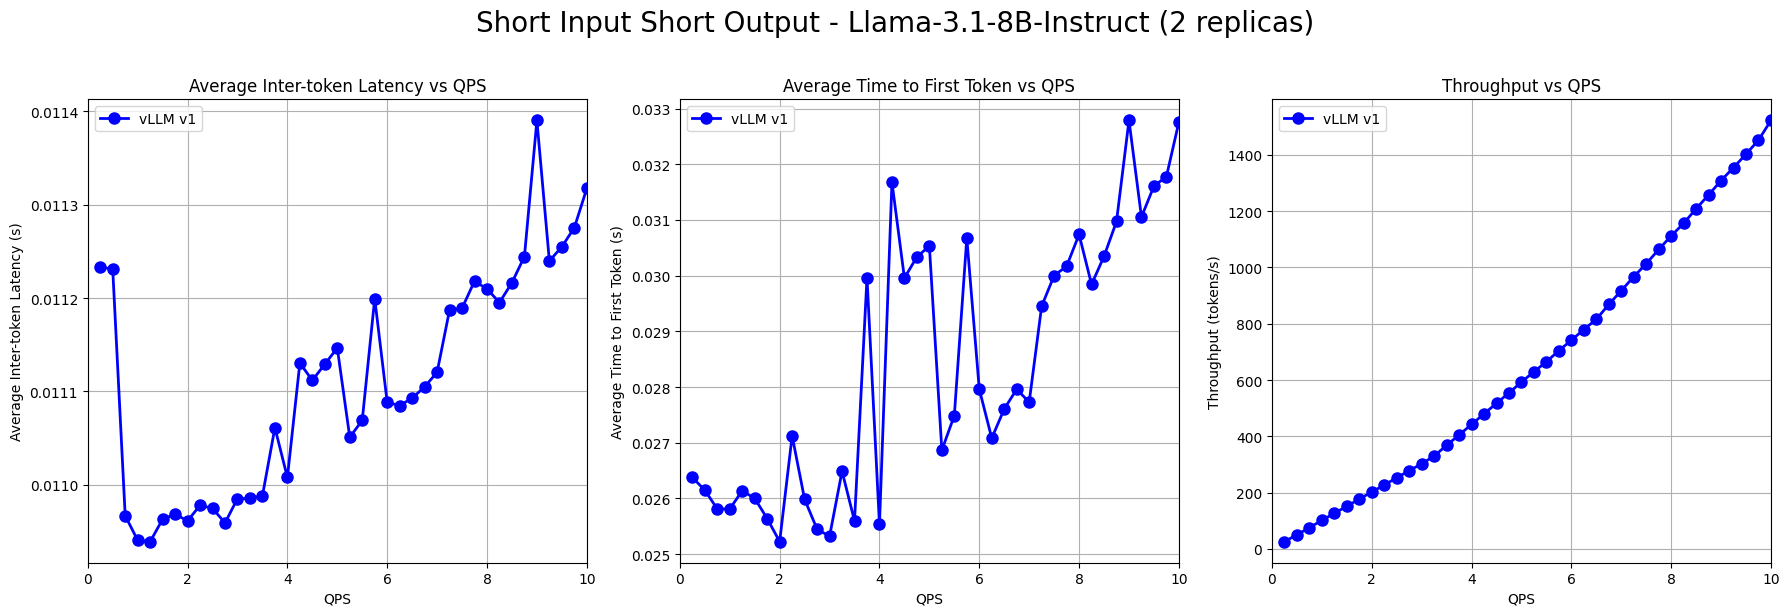 Short Input Short Output - Llama-3.1-8B-Instruct (2 replicas)
Average Inter-token Latency vs QPS
vLLM v1
Average Inter-token Latency (s)
0.0114
0.0113
0.0112
0.0111
0.0110
0 2 4 6 8 10
QPS
Average Time to First Token vs QPS
vLLM v1
Average Time to First Token (s)
0.033
0.032
0.031
0.030
0.029
0.028
0.027
0.026
0.025
0 2 4 6 8 10
QPS
Throughput vs QPS
vLLM v1
Throughput (tokens/s)
1400
1200
1000
800
600
400
200
0
0 2 4 6 8 10
QPS